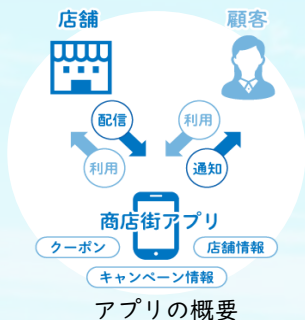 店舗
顧客
配信
利用
利用
通知
商店街アプリ
クーポン
店舗情報
キャンペーン情報
アプリの概要